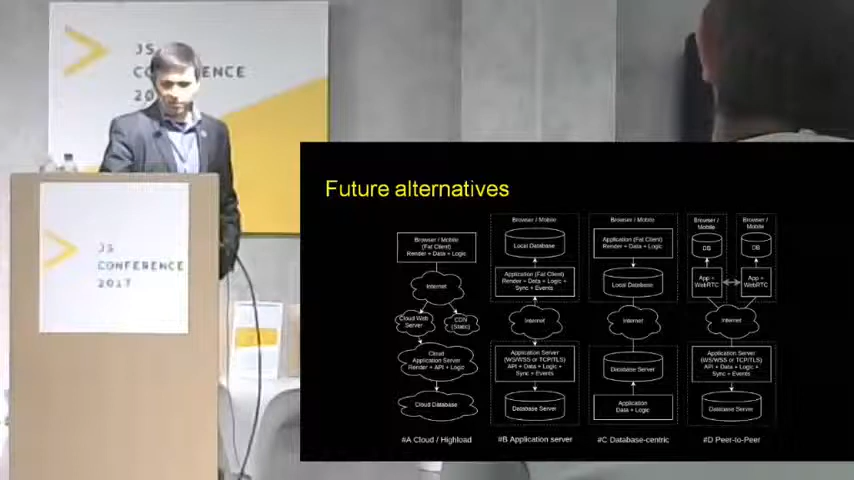 JS
CONFERENCE
2017
Future alternatives
Browser / Mobile
(Fat Client)
Render + Data + Logic
Internet
Cloud Web
Server
CDN
(Static)
Cloud
Application Server
Render + API + Logic
Cloud Database
#A Cloud / Highload
Browser / Mobile
Local Database
Application (Fat Client)
Render + Data + Logic +
Sync + Events
Internet
Application Server
(WS/WSS or TCP/TLS)
API + Data + Logic +
Sync + Events
Database Server
#B Application server
Browser / Mobile
Application (Fat Client)
Render + Data + Logic
Local Database
Internet
Database Server
Application
Data + Logic
#C Database-centric
Browser /
Mobile
DB
App +
WebRTC
Browser /
Mobile
DB
App +
WebRTC
Internet
Application Server
(WS/WSS or TCP/TLS)
API + Data + Logic +
Sync + Events
Database Server
#D Peer-to-Peer